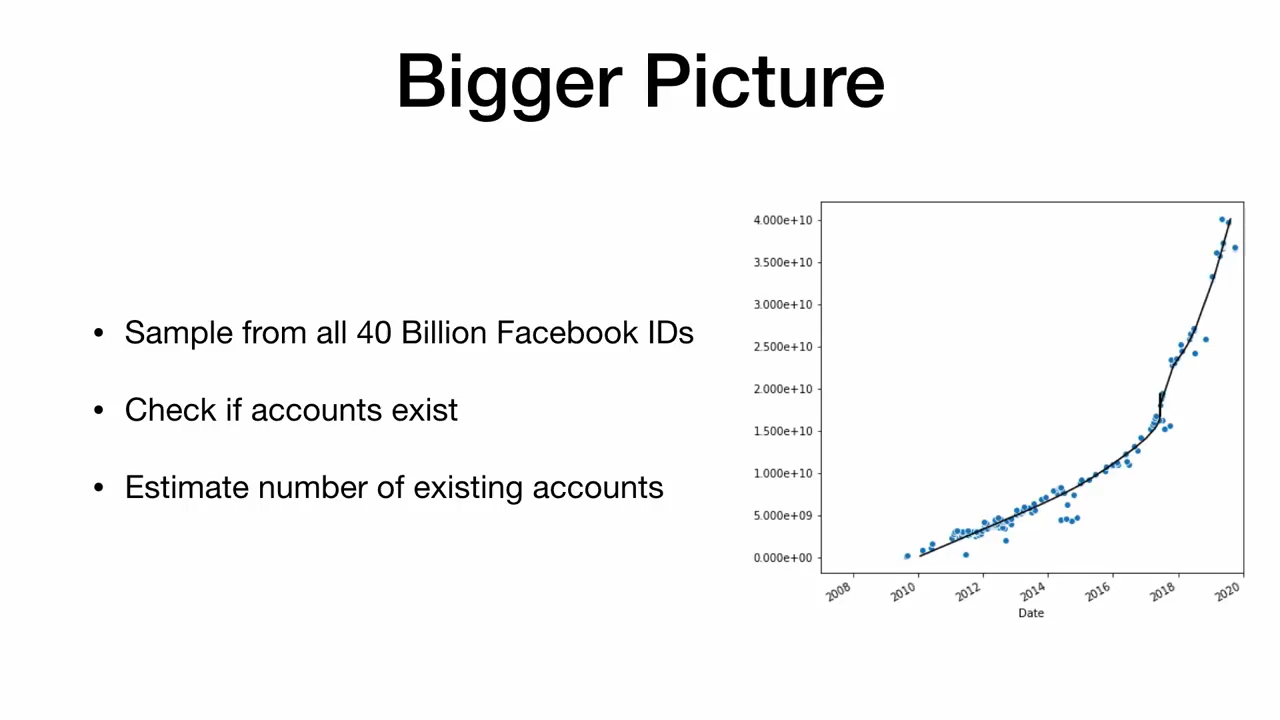 Bigger Picture
• Sample from all 40 Billion Facebook IDs
• Check if accounts exist
• Estimate number of existing accounts
4.000e+10
3.500e+10
3.000e+10
2.500e+10
2.000e+10
1.500e+10
1.000e+10
5.000e+09
0.000e+00
2008
2010
2012
2014
2016
2018
2020
Date